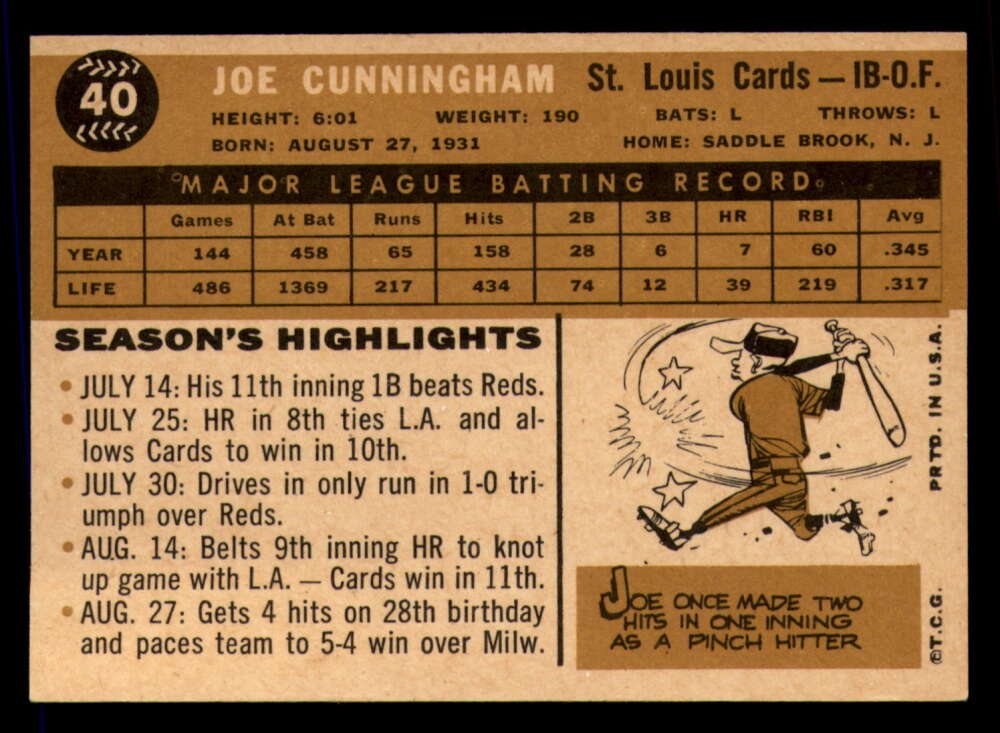 40
JOE CUNNINGHAM St. Louis Cards — IB-O.F.
HEIGHT: 6:01 WEIGHT: 190 BATS: L THROWS: L
BORN: AUGUST 27, 1931 HOME: SADDLE BROOK, N. J.
MAJOR LEAGUE BATTING RECORD
Games At Bat Runs Hits 2B 3B HR RBI Avg
YEAR 144 458 65 158 28 6 7 60 .345
LIFE 486 1369 217 434 74 12 39 219 .317
SEASON'S HIGHLIGHTS
• JULY 14: His 11th inning 1B beats Reds.
• JULY 25: HR in 8th ties L.A. and al-
lows Cards to win in 10th.
• JULY 30: Drives in only run in 1-0 tri-
umph over Reds.
• AUG. 14: Belts 9th inning HR to knot
up game with L.A. — Cards win in 11th.
• AUG. 27: Gets 4 hits on 28th birthday
and paces team to 5-4 win over Milw.
JOE ONCE MADE TWO
HITS IN ONE INNING
AS A PINCH HITTER
©T.C.G. PRTD. IN U.S.A.